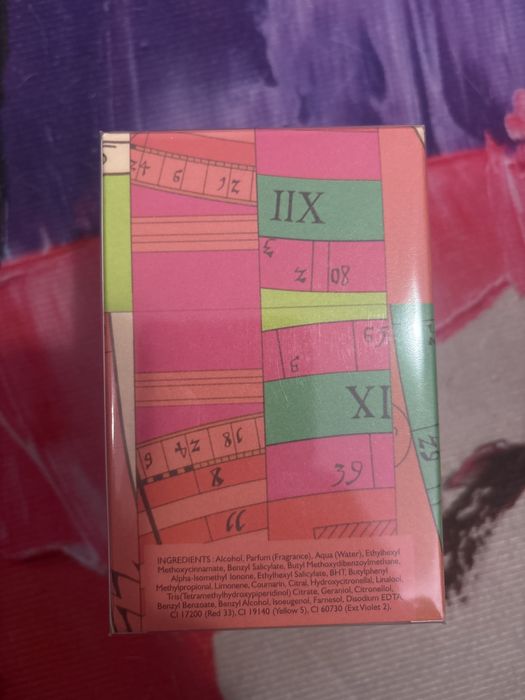 XII
XI
INGREDIENTS : Alcohol, Parfum (Fragrance), Aqua (Water), Ethylhexyl
Methoxycinnamate, Benzyl Salicylate, Butyl Methoxydibenzoylmethane,
Alpha-Isomethyl Ionone, Ethylhexyl Salicylate, BHT, Butylphenyl
Methylpropional, Limonene, Coumarin, Citral, Hydroxycitronellal, Linalool,
Tris(Tetramethylhydroxypiperidinol) Citrate, Geraniol, Citronellol,
Benzyl Benzoate, Benzyl Alcohol, Isoeugenol, Farnesol, Disodium EDTA,
CI 17200 (Red 33), CI 19140 (Yellow 5), CI 60730 (Ext Violet 2).